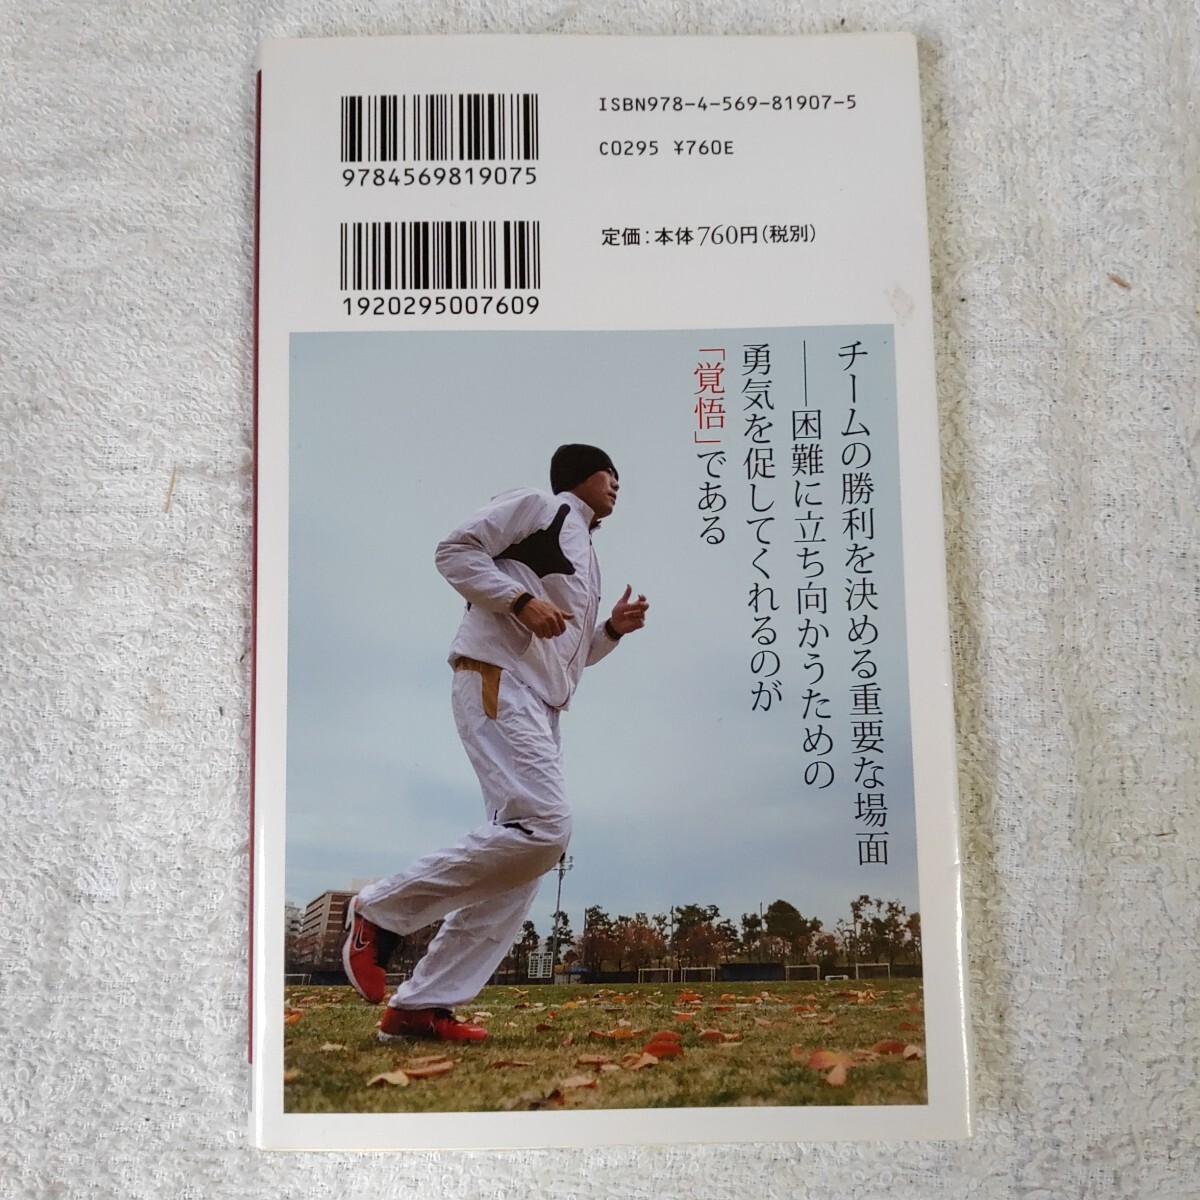 ISBN978-4-569-81907-5
C0295 ¥760E
9784569819075
定価：本体760円（税別）
1920295007609
チームの勝利を決める重要な場面
――困難に立ち向かうための
勇気を促してくれるのが
「覚悟」である